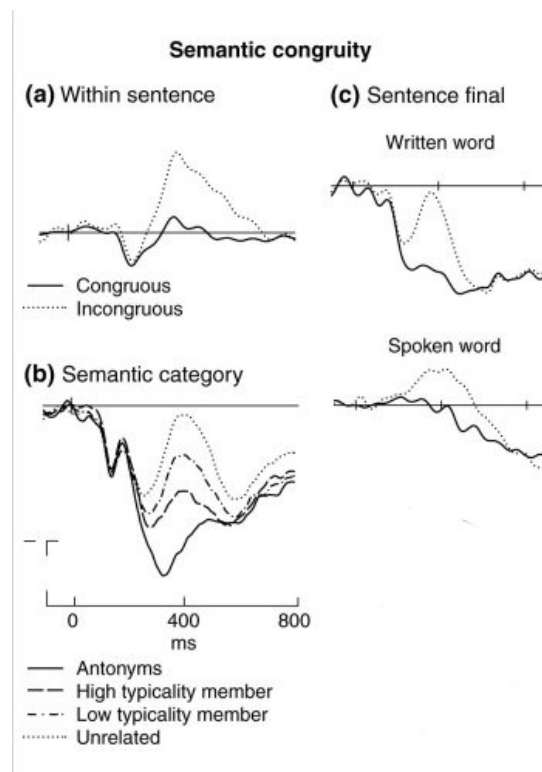 Semantic congruity
(a) Within sentence
Congruous
Incongruous
(b) Semantic category
0 400 800
ms
Antonyms
High typicality member
Low typicality member
Unrelated
(c) Sentence final
Written word
Spoken word